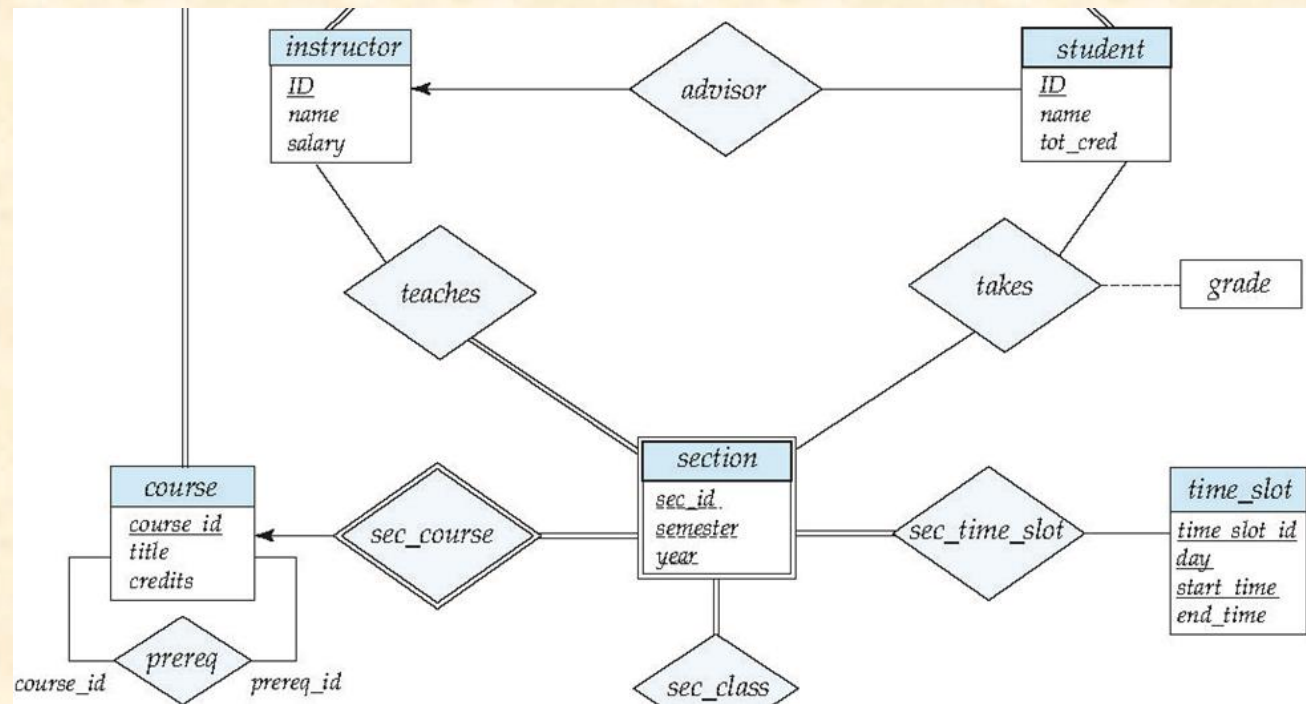 instructor
ID
name
salary
advisor
student
ID
name
tot_cred
teaches
takes
grade
course
course_id
title
credits
sec_course
section
sec_id
semester
year
sec_time_slot
time_slot
time_slot_id
day
start_time
end_time
prereq
course_id
prereq_id
sec_class